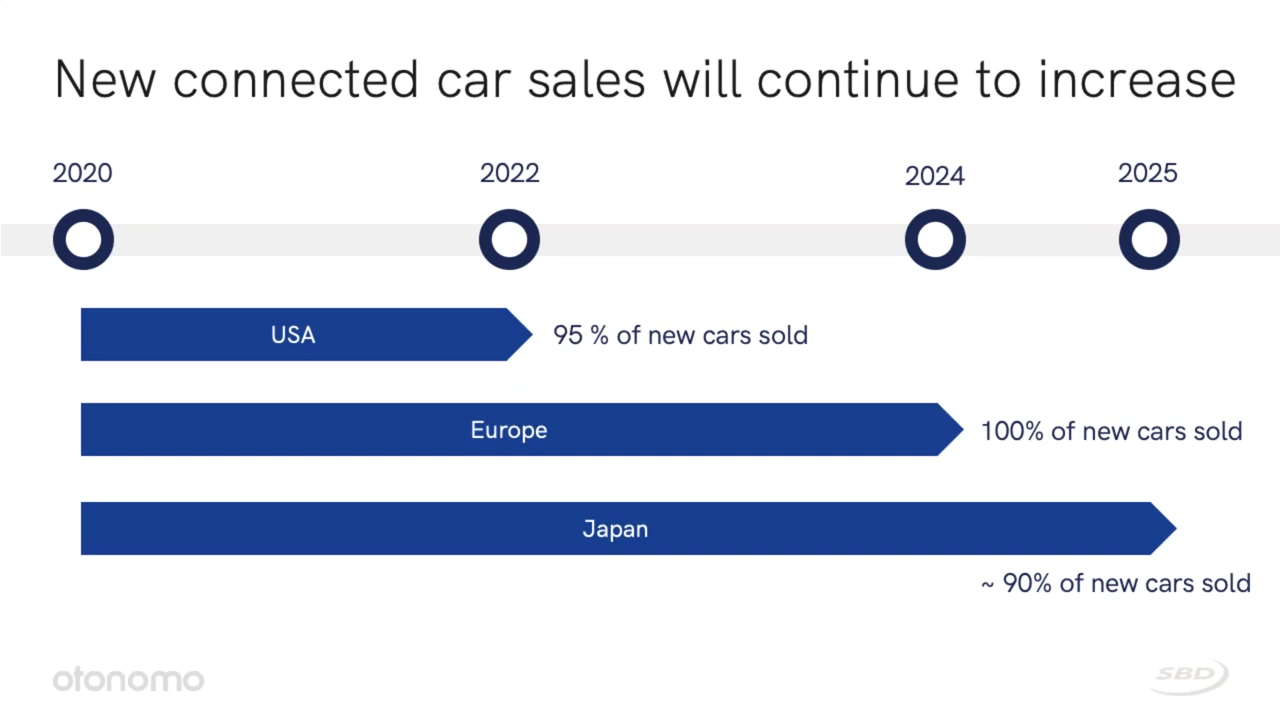 New connected car sales will continue to increase
2020 2022 2024 2025
USA 95 % of new cars sold
Europe 100% of new cars sold
Japan
~ 90% of new cars sold
otonomo SBD